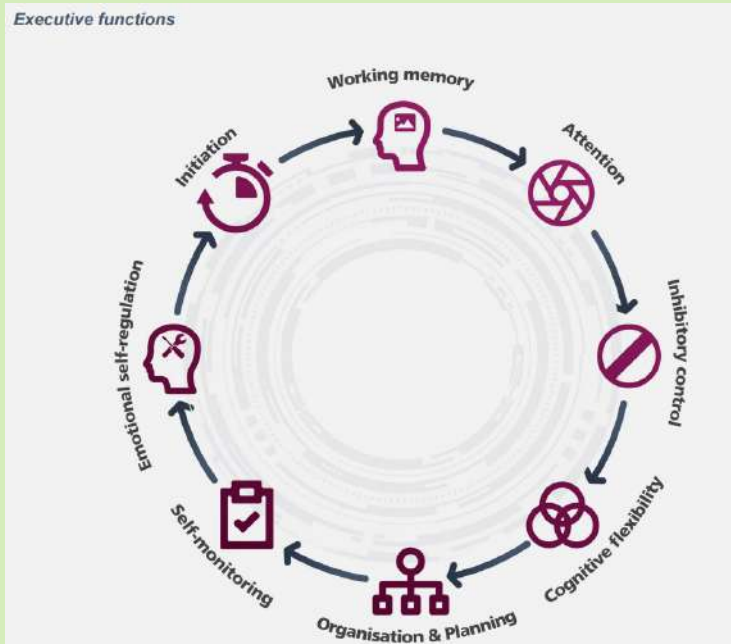 Executive functions
Working memory
Attention
Inhibitory control
Cognitive flexibility
Organisation & Planning
Self-monitoring
Emotional self-regulation
Initiation